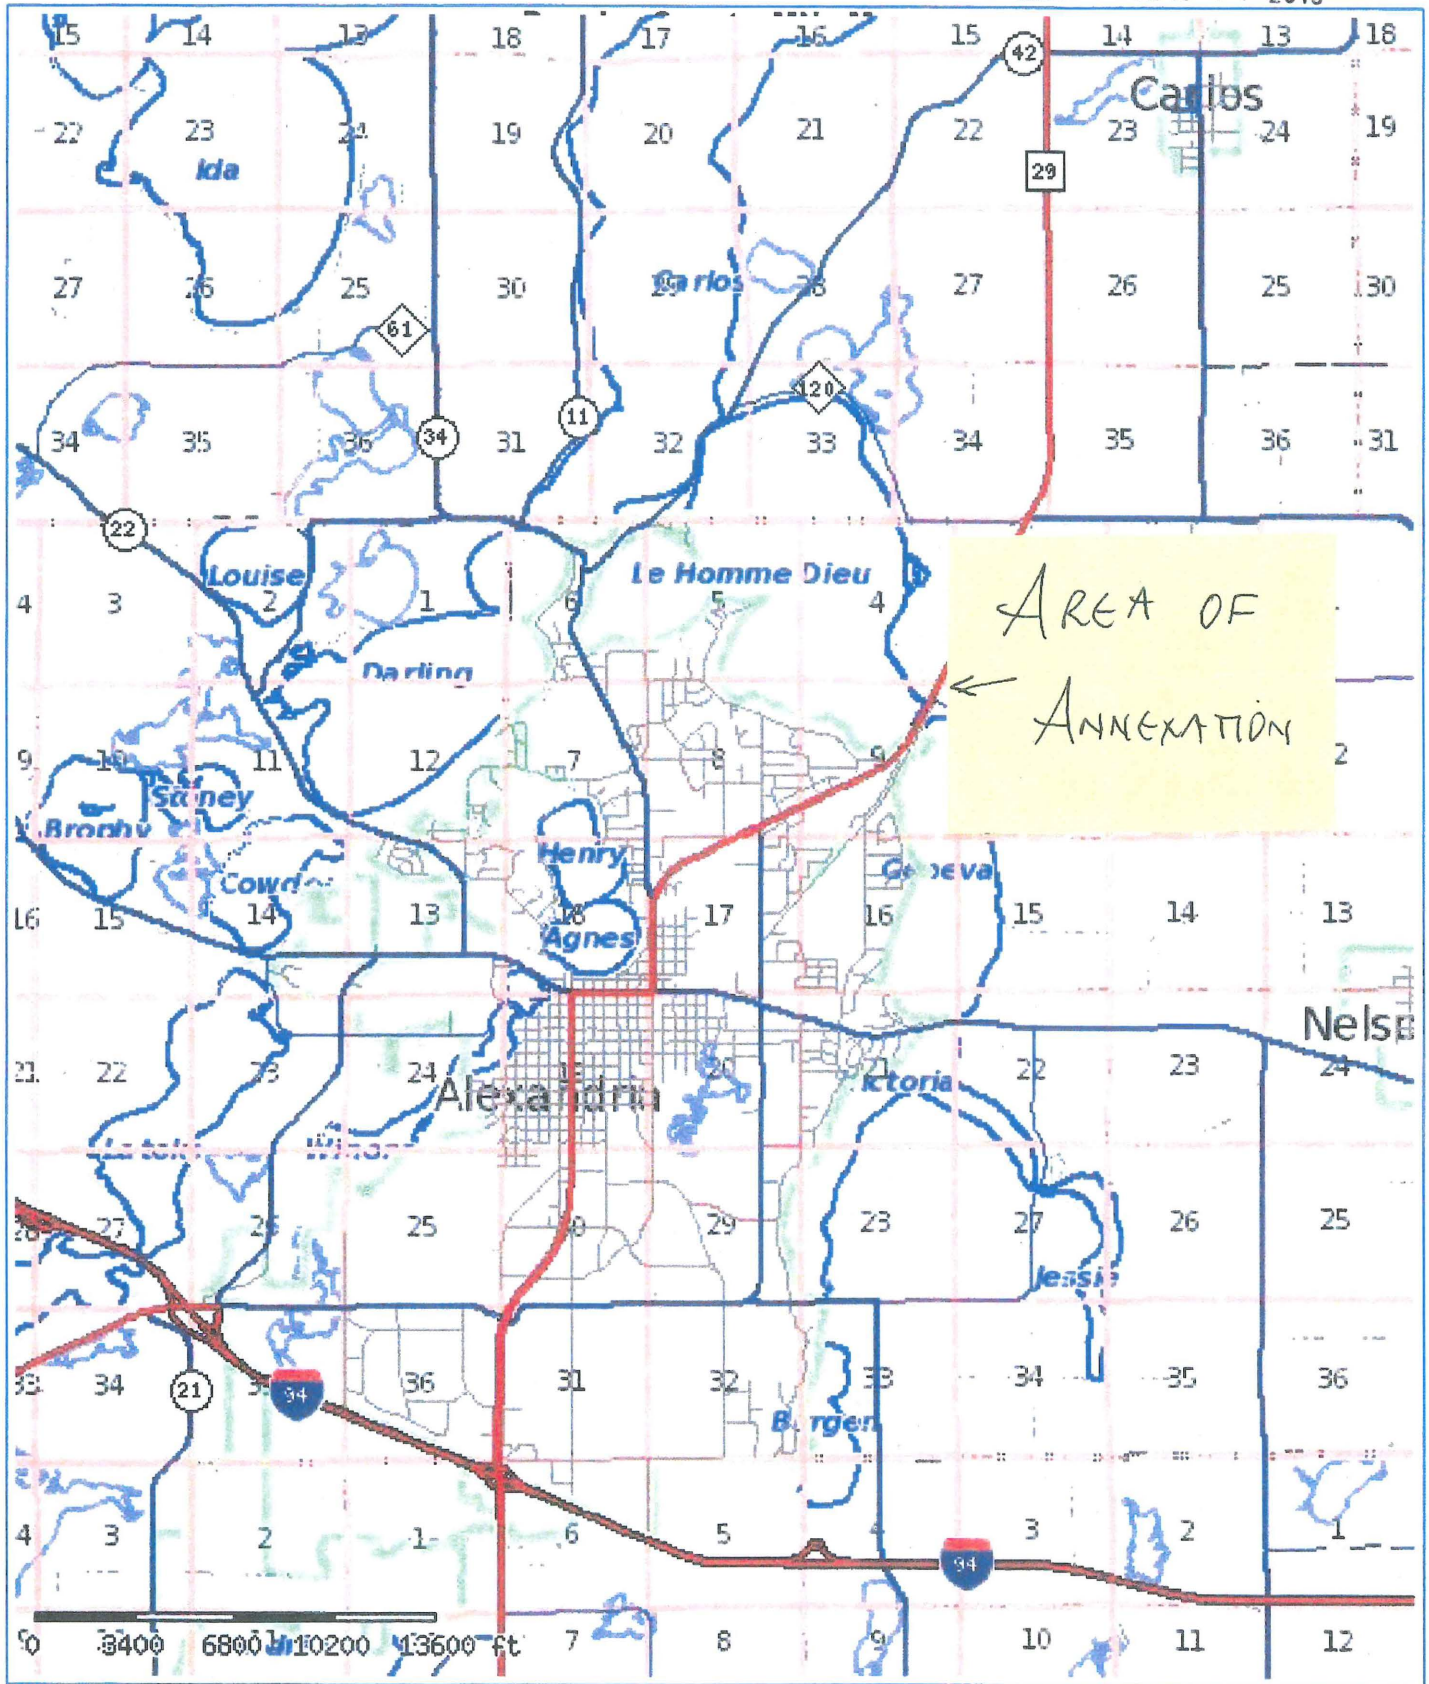 15 14 13 18 17 16 15 14 13 18
42
Carlos
22 23 24 19 20 21 22 23 24 19
Ida
29
27 26 25 30 29 Carlos 28 27 26 25 30
61
120
11
34 35 36 34 31 32 33 34 35 36 31
22
Louise Le Homme Dieu
4 3 2 1 6 5 4
AREA OF
Darling
ANNEXATION
9 10 11 12 7 8 9 2
Stoney
Brophy
Henry
Geneva
16 15 14 13 18 17 16 15 14 13
Agnes
21 22 23 24 19 20 21 22 23 24
Alexandria
27 26 25 30 29 23 27 26 25
Jessie
33 34 35 36 31 32 33 34 35 36
21
94
4 3 2 1 6 5 4 3 2 1
94
0 3400 6800 10200 13600 ft
7 8 9 10 11 12